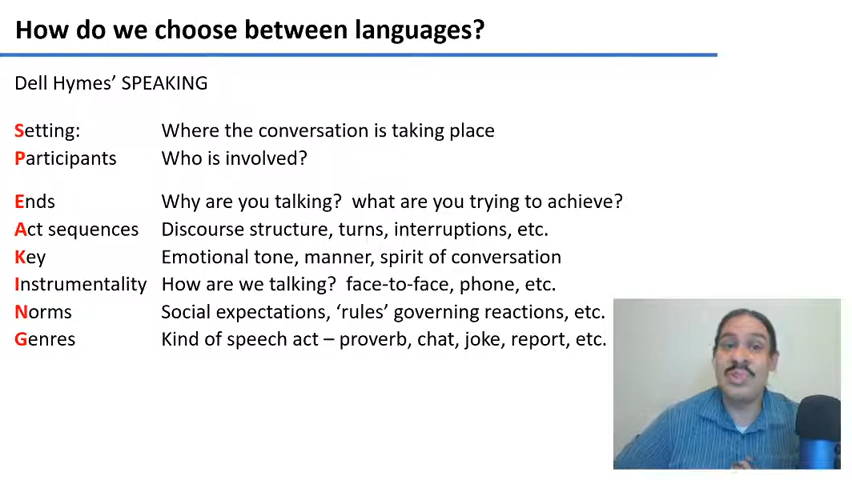 How do we choose between languages?
Dell Hymes’ SPEAKING
Setting: Where the conversation is taking place
Participants Who is involved?
Ends Why are you talking? what are you trying to achieve?
Act sequences Discourse structure, turns, interruptions, etc.
Key Emotional tone, manner, spirit of conversation
Instrumentality How are we talking? face-to-face, phone, etc.
Norms Social expectations, ‘rules’ governing reactions, etc.
Genres Kind of speech act – proverb, chat, joke, report, etc.